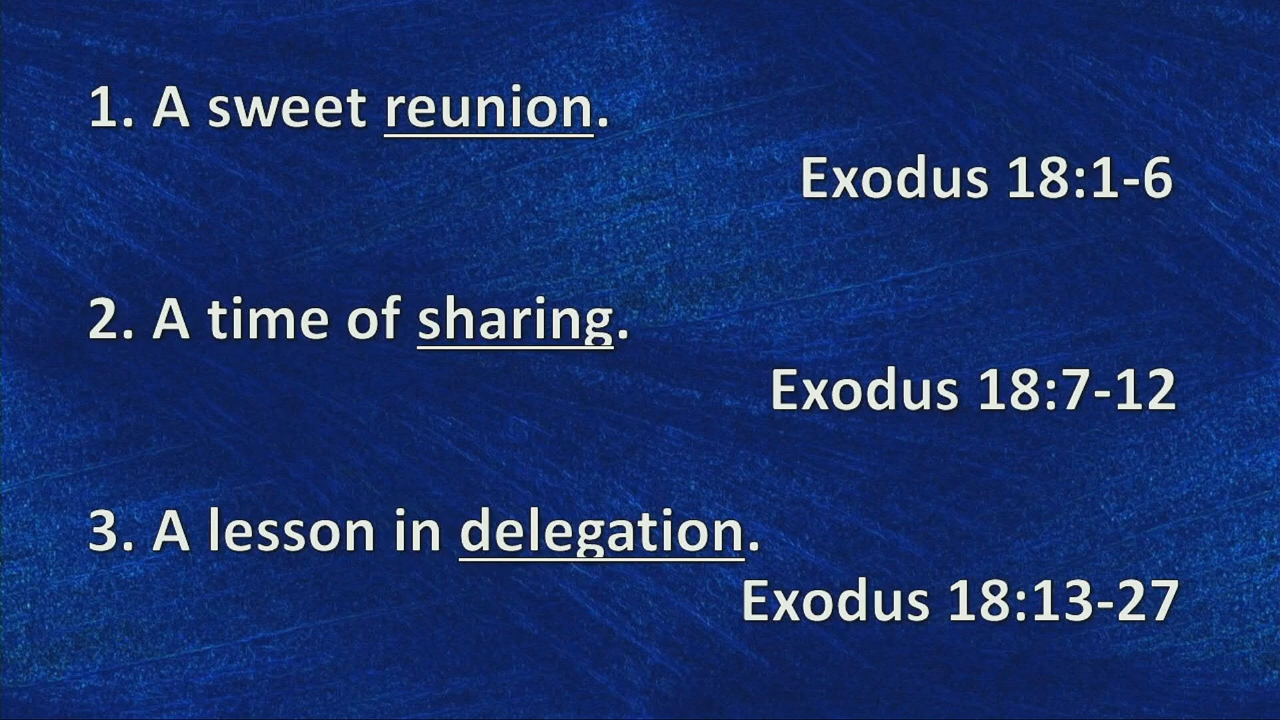 1. A sweet reunion.
Exodus 18:1-6
2. A time of sharing.
Exodus 18:7-12
3. A lesson in delegation.
Exodus 18:13-27